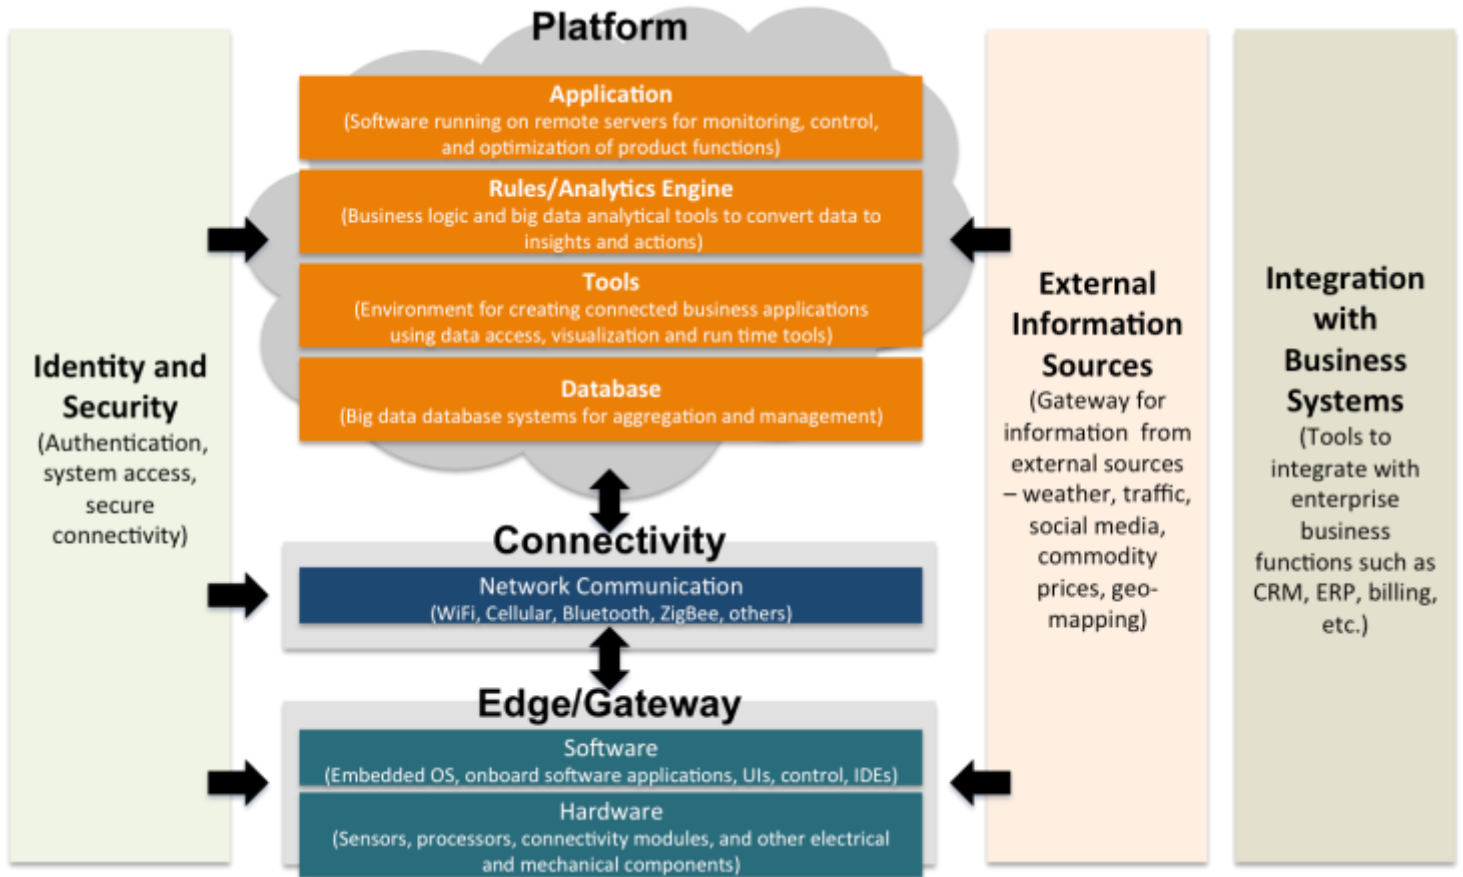 Platform
Application
(Software running on remote servers for monitoring, control,
and optimization of product functions)
Rules/Analytics Engine
(Business logic and big data analytical tools to convert data to
insights and actions)
Tools
(Environment for creating connected business applications
using data access, visualization and run time tools)
Database
(Big data database systems for aggregation and management)
Connectivity
Network Communication
(WiFi, Cellular, Bluetooth, ZigBee, others)
Edge/Gateway
Software
(Embedded OS, onboard software applications, UIs, control, IDEs)
Hardware
(Sensors, processors, connectivity modules, and other electrical
and mechanical components)
Identity and
Security
(Authentication,
system access,
secure
connectivity)
External
Information
Sources
(Gateway for
information from
external sources
– weather, traffic,
social media,
commodity
prices, geo-
mapping)
Integration
with
Business
Systems
(Tools to
integrate with
enterprise
business
functions such as
CRM, ERP, billing,
etc.)